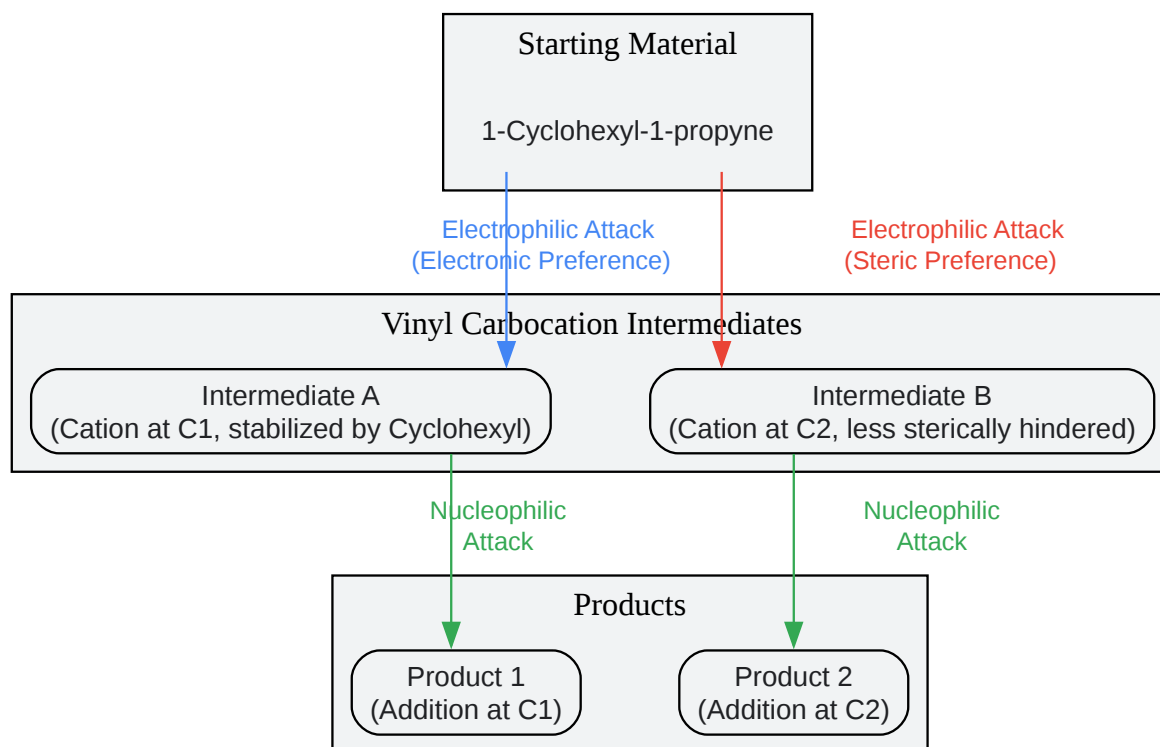 Starting Material
1-Cyclohexyl-1-propyne
Electrophilic Attack
(Electronic Preference)
Electrophilic Attack
(Steric Preference)
Vinyl Carbocation Intermediates
Intermediate A
(Cation at C1, stabilized by Cyclohexyl)
Intermediate B
(Cation at C2, less sterically hindered)
Nucleophilic
Attack
Nucleophilic
Attack
Products
Product 1
(Addition at C1)
Product 2
(Addition at C2)